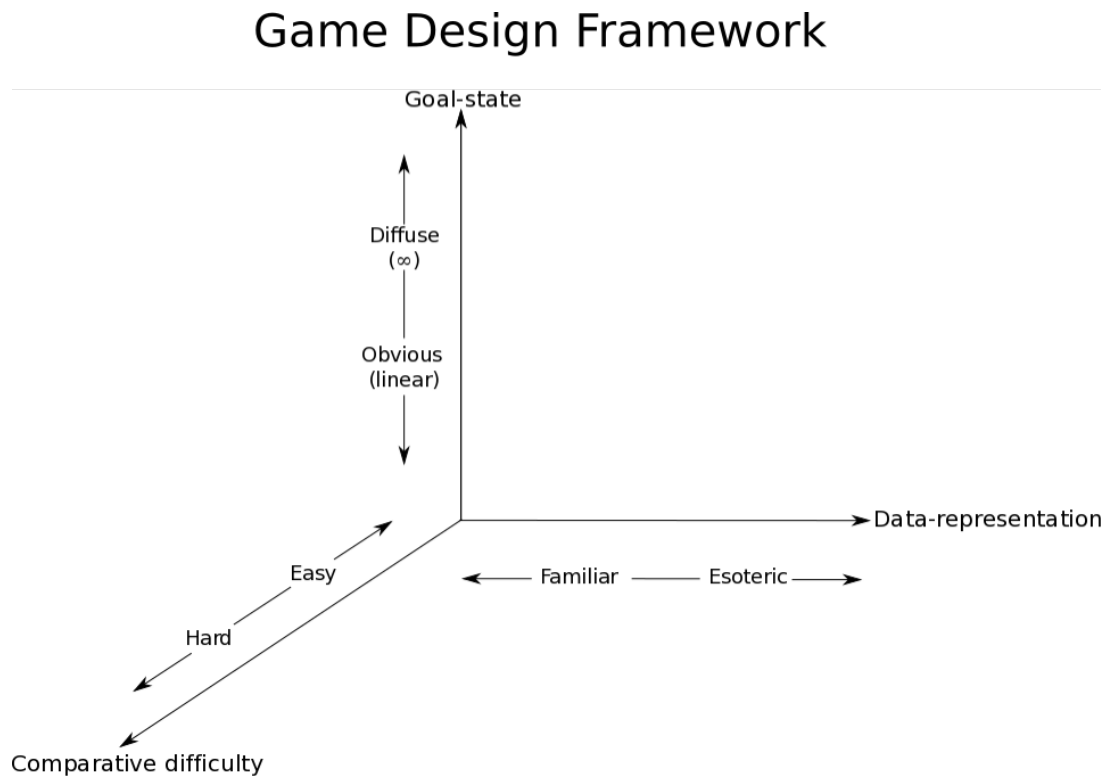 Game Design Framework
Goal-state
Diffuse
(∞)
Obvious
(linear)
Data-representation
Familiar
Esoteric
Easy
Hard
Comparative difficulty